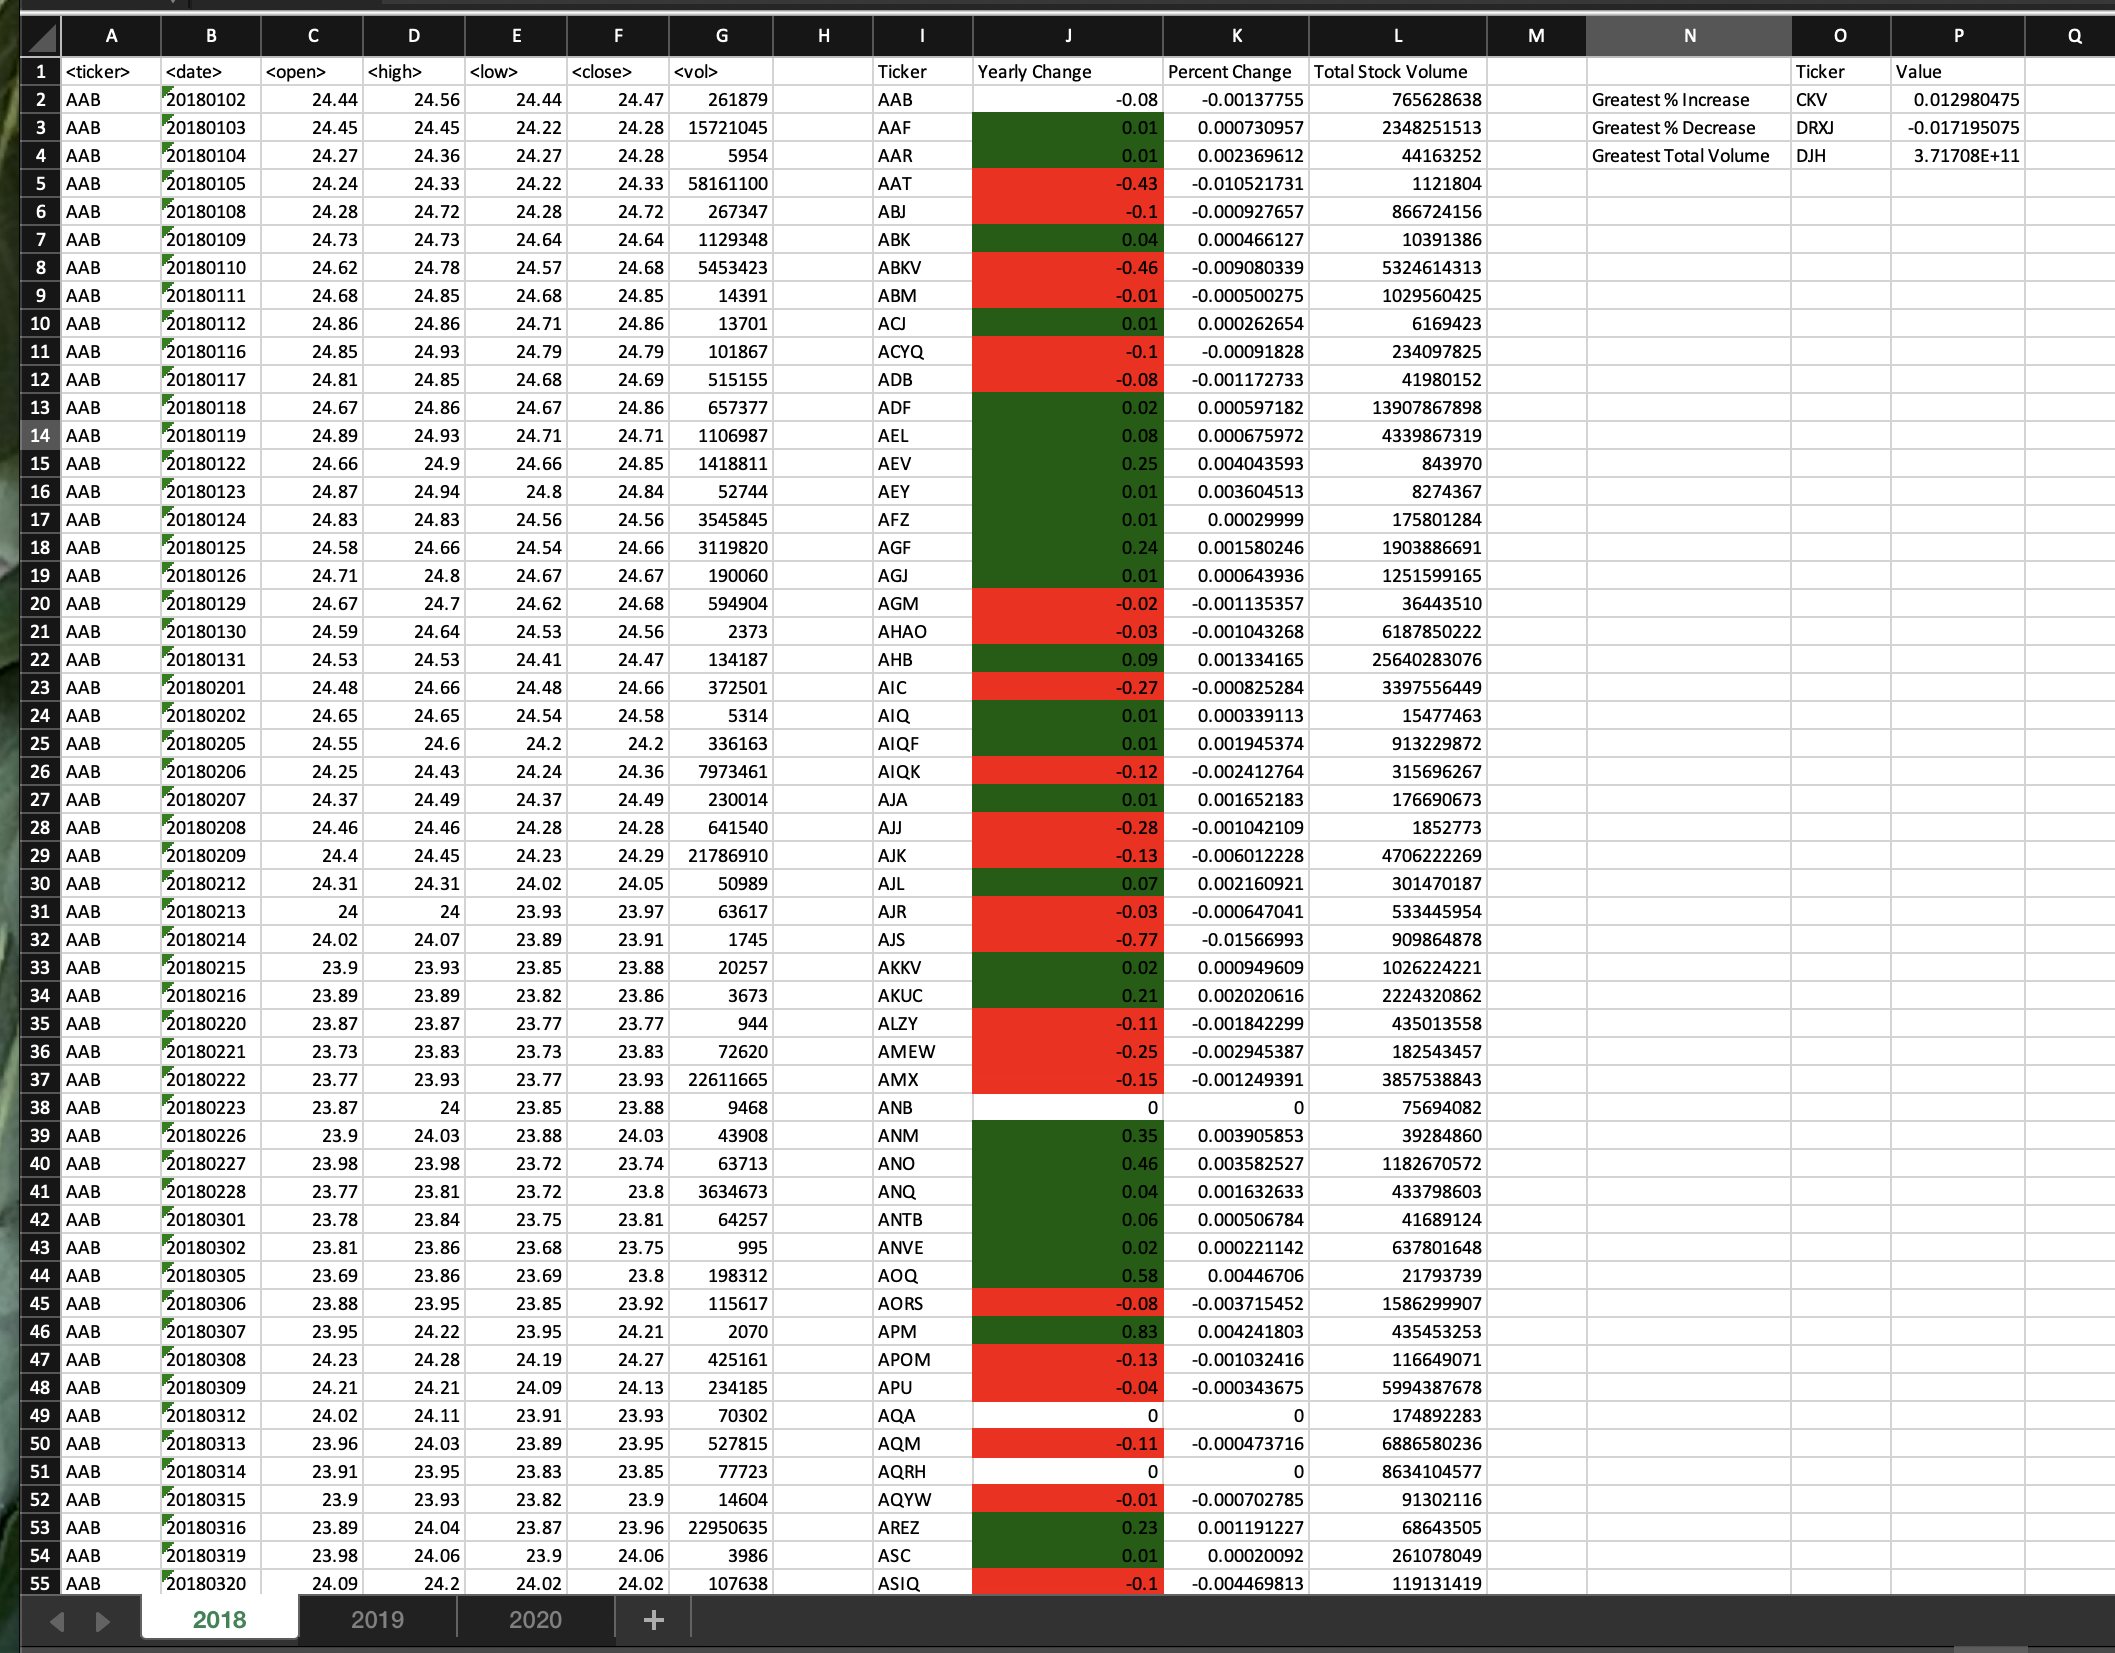 A B C D E F G H I J K L M N O P Q
1 <ticker> <date> <open> <high> <low> <close> <vol> Ticker Yearly Change Percent Change Total Stock Volume Ticker Value
2 AAB 20180102 24.44 24.56 24.44 24.47 261879 AAB -0.08 -0.00137755 765628638 Greatest % Increase CKV 0.012980475
3 AAB 20180103 24.45 24.45 24.22 24.28 15721045 AAF 0.01 0.000730957 2348251513 Greatest % Decrease DRXJ -0.017195075
4 AAB 20180104 24.27 24.36 24.27 24.28 5954 AAR 0.01 0.002369612 44163252 Greatest Total Volume DJH 3.71708E+11
5 AAB 20180105 24.24 24.33 24.22 24.33 58161100 AAT -0.43 -0.010521731 1121804
6 AAB 20180108 24.28 24.72 24.28 24.72 267347 ABJ -0.1 -0.000927657 866724156
7 AAB 20180109 24.73 24.73 24.64 24.64 1129348 ABK 0.04 0.000466127 10391386
8 AAB 20180110 24.62 24.78 24.57 24.68 5453423 ABKV -0.46 -0.009080339 5324614313
9 AAB 20180111 24.68 24.85 24.68 24.85 14391 ABM -0.01 -0.000500275 1029560425
10 AAB 20180112 24.86 24.86 24.71 24.86 13701 ACJ 0.01 0.000262654 6169423
11 AAB 20180116 24.85 24.93 24.79 24.79 101867 ACYQ -0.1 -0.00091828 234097825
12 AAB 20180117 24.81 24.85 24.68 24.69 515155 ADB -0.08 -0.001172733 41980152
13 AAB 20180118 24.67 24.86 24.67 24.86 657377 ADF 0.02 0.000597182 13907867898
14 AAB 20180119 24.89 24.93 24.71 24.71 1106987 AEL 0.08 0.000675972 4339867319
15 AAB 20180122 24.66 24.9 24.66 24.85 1418811 AEV 0.25 0.004043593 843970
16 AAB 20180123 24.87 24.94 24.8 24.84 52744 AEY 0.01 0.003604513 8274367
17 AAB 20180124 24.83 24.83 24.56 24.56 3545845 AFZ 0.01 0.00029999 175801284
18 AAB 20180125 24.58 24.66 24.54 24.66 3119820 AGF 0.24 0.001580246 1903886691
19 AAB 20180126 24.71 24.8 24.67 24.67 190060 AGJ 0.01 0.000643936 1251599165
20 AAB 20180129 24.67 24.7 24.62 24.68 594904 AGM -0.02 -0.001135357 36443510
21 AAB 20180130 24.59 24.64 24.53 24.56 2373 AHAO -0.03 -0.001043268 6187850222
22 AAB 20180131 24.53 24.53 24.41 24.47 134187 AHB 0.09 0.001334165 25640283076
23 AAB 20180201 24.48 24.66 24.48 24.66 372501 AIC -0.27 -0.000825284 3397556449
24 AAB 20180202 24.65 24.65 24.54 24.58 5314 AIQ 0.01 0.000339113 15477463
25 AAB 20180205 24.55 24.6 24.2 24.2 336163 AIQF 0.01 0.001945374 913229872
26 AAB 20180206 24.25 24.43 24.24 24.36 7973461 AIQK -0.12 -0.002412764 315696267
27 AAB 20180207 24.37 24.49 24.37 24.49 230014 AJA 0.01 0.001652183 176690673
28 AAB 20180208 24.46 24.46 24.28 24.28 641540 AJJ -0.28 -0.001042109 1852773
29 AAB 20180209 24.4 24.45 24.23 24.29 21786910 AJK -0.13 -0.006012228 4706222269
30 AAB 20180212 24.31 24.31 24.02 24.05 50989 AJL 0.07 0.002160921 301470187
31 AAB 20180213 24 24 23.93 23.97 63617 AJR -0.03 -0.000647041 533445954
32 AAB 20180214 24.02 24.07 23.89 23.91 1745 AJS -0.77 -0.01566993 909864878
33 AAB 20180215 23.9 23.93 23.85 23.88 20257 AKKV 0.02 0.000949609 1026224221
34 AAB 20180216 23.89 23.89 23.82 23.86 3673 AKUC 0.21 0.002020616 2224320862
35 AAB 20180220 23.87 23.87 23.77 23.77 944 ALZY -0.11 -0.001842299 435013558
36 AAB 20180221 23.73 23.83 23.73 23.83 72620 AMEW -0.25 -0.002945387 182543457
37 AAB 20180222 23.77 23.93 23.77 23.93 22611665 AMX -0.15 -0.001249391 3857538843
38 AAB 20180223 23.87 24 23.85 23.88 9468 ANB 0 0 75694082
39 AAB 20180226 23.9 24.03 23.88 24.03 43908 ANM 0.35 0.003905853 39284860
40 AAB 20180227 23.98 23.98 23.72 23.74 63713 ANO 0.46 0.003582527 1182670572
41 AAB 20180228 23.77 23.81 23.72 23.8 3634673 ANQ 0.04 0.001632633 433798603
42 AAB 20180301 23.78 23.84 23.75 23.81 64257 ANTB 0.06 0.000506784 41689124
43 AAB 20180302 23.81 23.86 23.68 23.75 995 ANVE 0.02 0.000221142 637801648
44 AAB 20180305 23.69 23.86 23.69 23.8 198312 AOQ 0.58 0.00446706 21793739
45 AAB 20180306 23.88 23.95 23.85 23.92 115617 AORS -0.08 -0.003715452 1586299907
46 AAB 20180307 23.95 24.22 23.95 24.21 2070 APM 0.83 0.004241803 435453253
47 AAB 20180308 24.23 24.28 24.19 24.27 425161 APOM -0.13 -0.001032416 116649071
48 AAB 20180309 24.21 24.21 24.09 24.13 234185 APU -0.04 -0.000343675 5994387678
49 AAB 20180312 24.02 24.11 23.91 23.93 70302 AQA 0 0 174892283
50 AAB 20180313 23.96 24.03 23.89 23.95 527815 AQM -0.11 -0.000473716 6886580236
51 AAB 20180314 23.91 23.95 23.83 23.85 77723 AQRH 0 0 8634104577
52 AAB 20180315 23.9 23.93 23.82 23.9 14604 AQYW -0.01 -0.000702785 91302116
53 AAB 20180316 23.89 24.04 23.87 23.96 22950635 AREZ 0.23 0.001191227 68643505
54 AAB 20180319 23.98 24.06 23.9 24.06 3986 ASC 0.01 0.00020092 261078049
55 AAB 20180320 24.09 24.2 24.02 24.02 107638 ASIQ -0.1 -0.004469813 119131419
2018 2019 2020 +